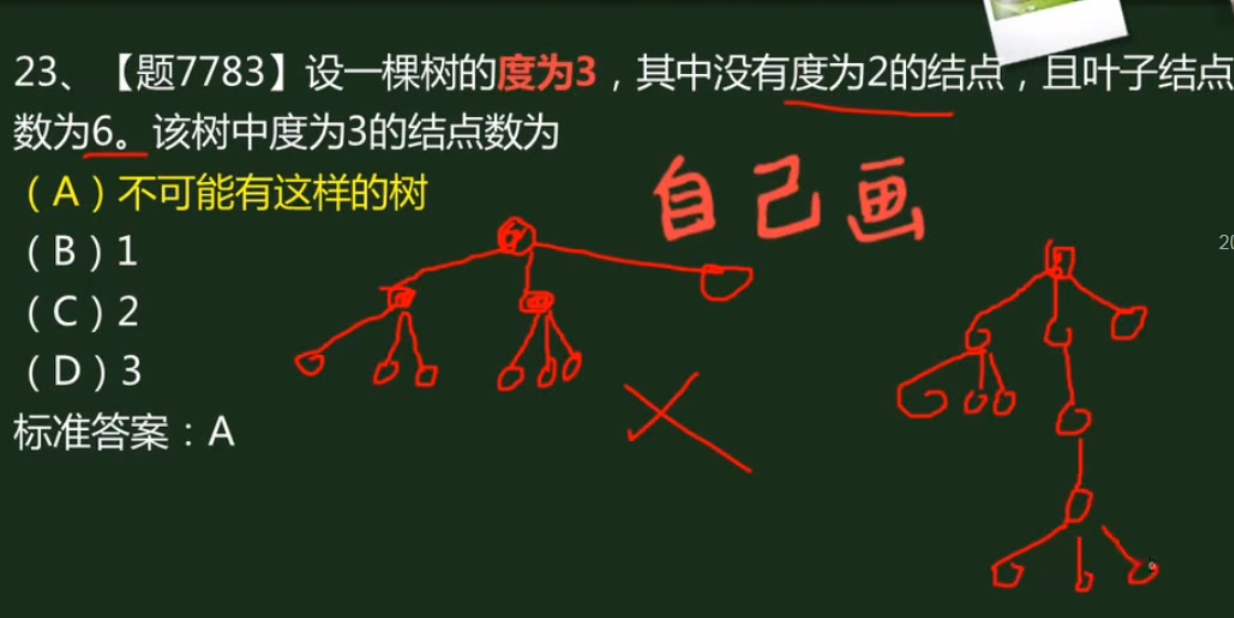 23、【题7783】设一棵树的度为3，其中没有度为2的结点，且叶子结点
数为6。该树中度为3的结点数为
（A）不可能有这样的树
自己画
（B）1
20
（C）2
（D）3
标准答案：A